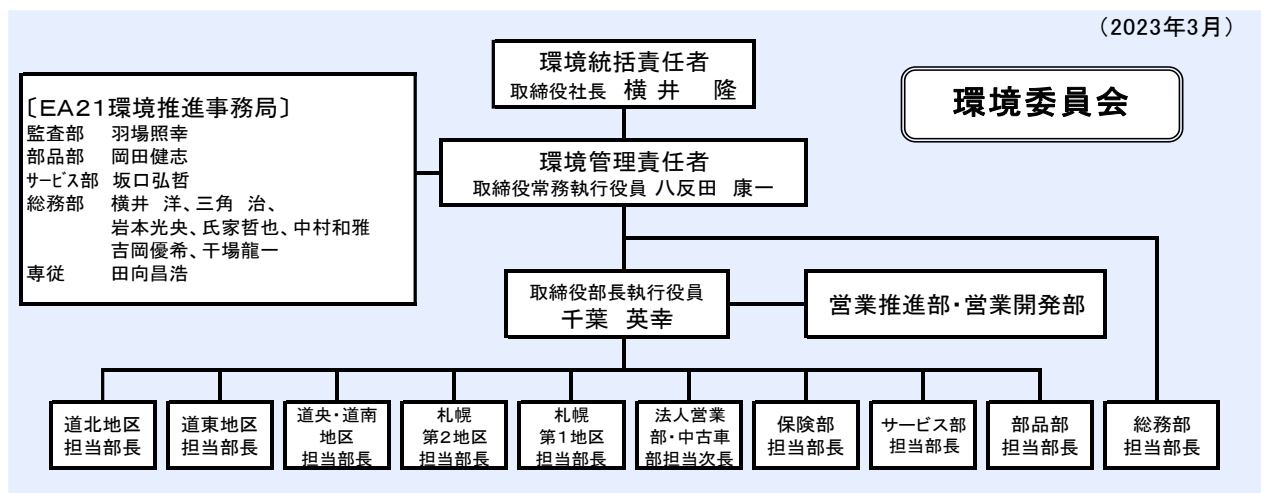 （2023年3月）
環境委員会
環境統括責任者
取締役社長 横井　隆
〔EA21環境推進事務局〕
監査部　羽場照幸
部品部　岡田健志
サービス部 坂口弘哲
総務部　横井　洋、三角　治、
岩本光央、氏家哲也、中村和雅
吉岡優希、干場龍一
専従　田向昌浩
環境管理責任者
取締役常務執行役員 八反田　康一
取締役部長執行役員
千葉　英幸
営業推進部・営業開発部
道北地区
担当部長
道東地区
担当部長
道央・道南
地区
担当部長
札幌
第2地区
担当部長
札幌
第1地区
担当部長
法人営業
部・中古車
部担当次長
保険部
担当部長
サービス部
担当部長
部品部
担当部長
総務部
担当部長